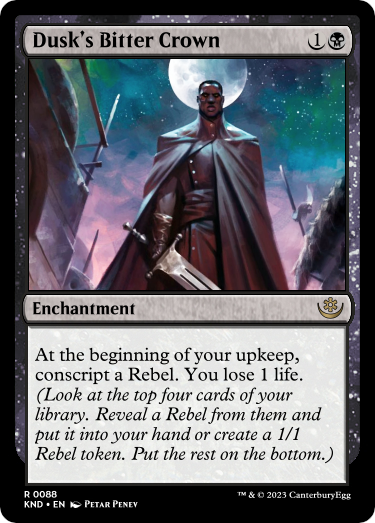 Dusk's Bitter Crown 1
Enchantment
At the beginning of your upkeep,
conscript a Rebel. You lose 1 life.
(Look at the top four cards of your
library. Reveal a Rebel from them and
put it into your hand or create a 1/1
Rebel token. Put the rest on the bottom.)
R 0088
KND • EN Petar Penev ™ & © 2023 CanterburyEgg